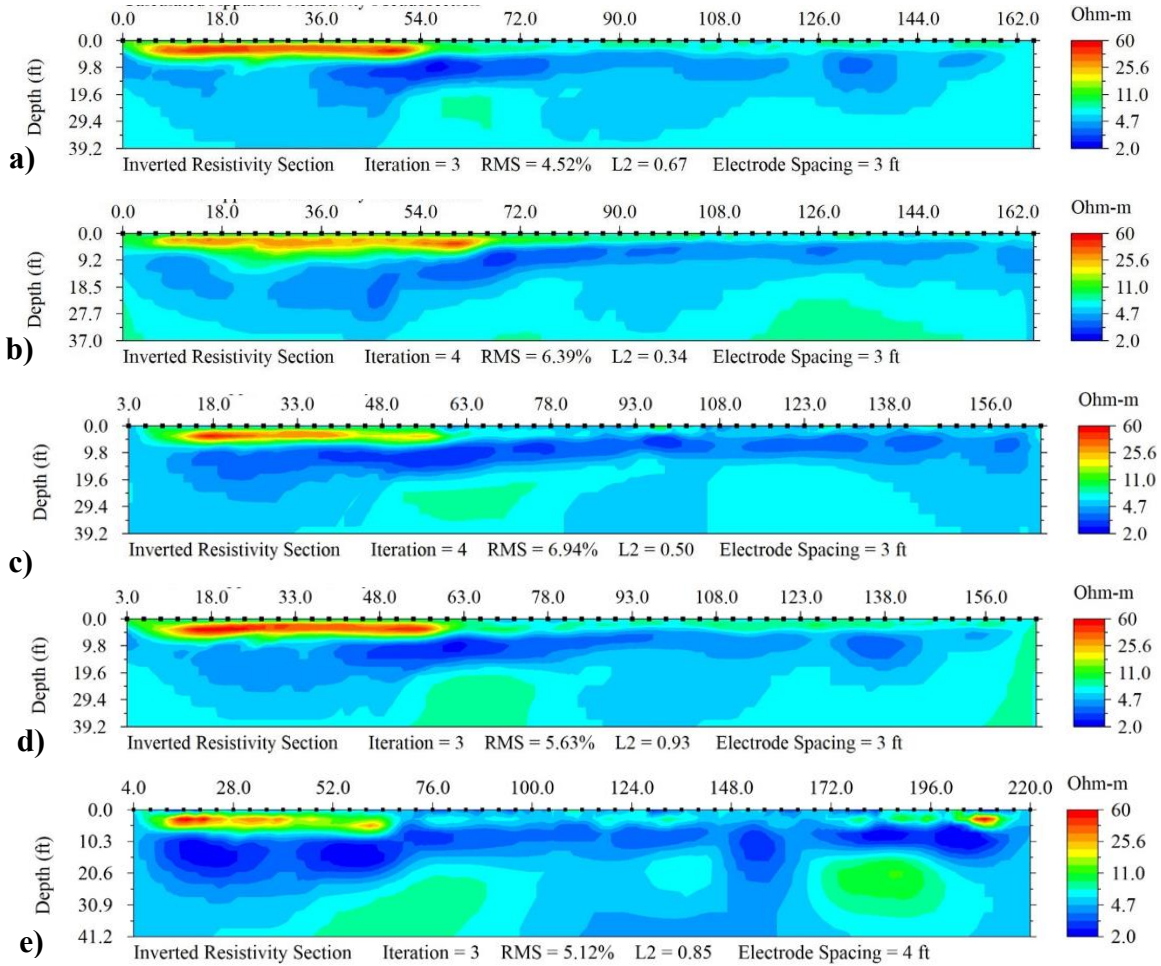 0.0 18.0 36.0 54.0 72.0 90.0 108.0 126.0 144.0 162.0
Ohm-m
60
25.6
11.0
4.7
2.0
Depth (ft)
0.0
9.8
19.6
29.4
39.2
a)
Inverted Resistivity Section Iteration = 3 RMS = 4.52% L2 = 0.67 Electrode Spacing = 3 ft
0.0 18.0 36.0 54.0 72.0 90.0 108.0 126.0 144.0 162.0
Ohm-m
60
25.6
11.0
4.7
2.0
Depth (ft)
0.0
9.2
18.5
27.7
37.0
b)
Inverted Resistivity Section Iteration = 4 RMS = 6.39% L2 = 0.34 Electrode Spacing = 3 ft
3.0 18.0 33.0 48.0 63.0 78.0 93.0 108.0 123.0 138.0 156.0
Ohm-m
60
25.6
11.0
4.7
2.0
Depth (ft)
0.0
9.8
19.6
29.4
39.2
c)
Inverted Resistivity Section Iteration = 4 RMS = 6.94% L2 = 0.50 Electrode Spacing = 3 ft
3.0 18.0 33.0 48.0 63.0 78.0 93.0 108.0 123.0 138.0 156.0
Ohm-m
60
25.6
11.0
4.7
2.0
Depth (ft)
0.0
9.8
19.6
29.4
39.2
d)
Inverted Resistivity Section Iteration = 3 RMS = 5.63% L2 = 0.93 Electrode Spacing = 3 ft
4.0 28.0 52.0 76.0 100.0 124.0 148.0 172.0 196.0 220.0
Ohm-m
60
25.6
11.0
4.7
2.0
Depth (ft)
0.0
10.3
20.6
30.9
41.2
e)
Inverted Resistivity Section Iteration = 3 RMS = 5.12% L2 = 0.85 Electrode Spacing = 4 ft